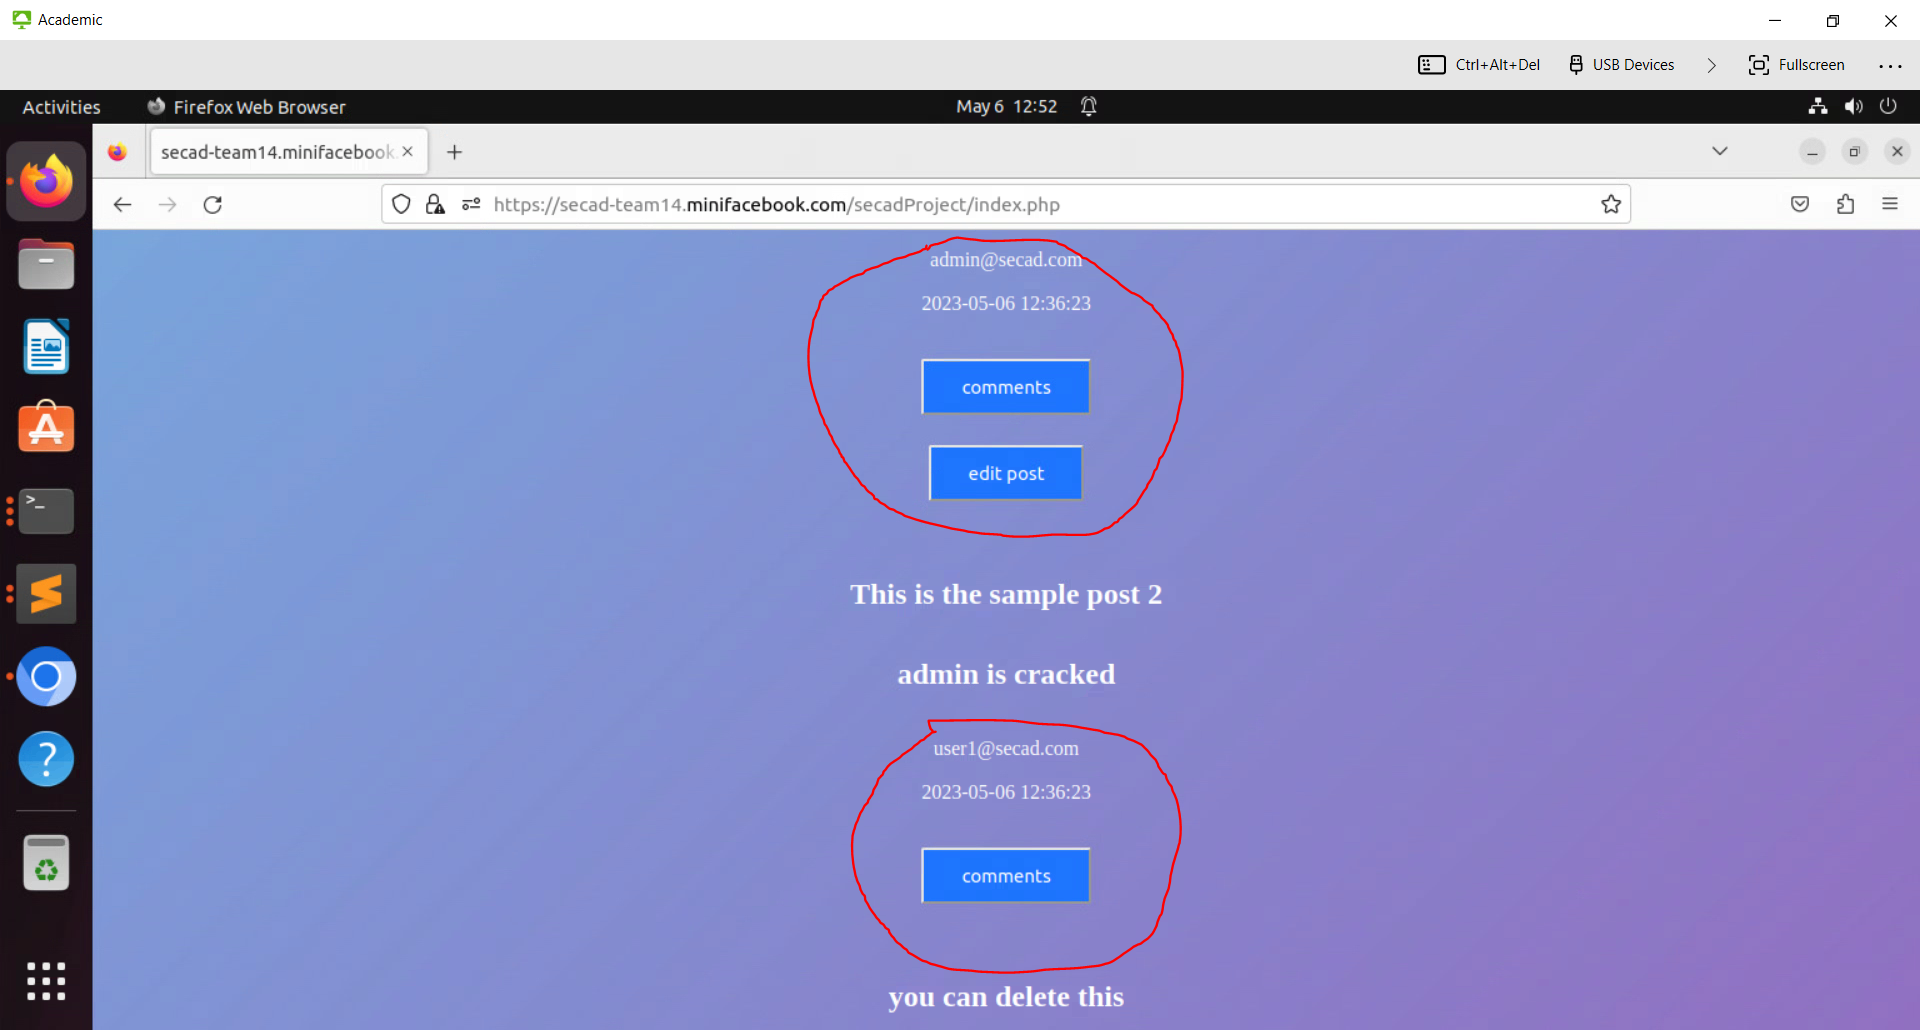 Academic
Ctrl+Alt+Del USB Devices Fullscreen
Activities Firefox Web Browser May 6 12:52
secad-team14.minifacebook
https://secad-team14.minifacebook.com/secadProject/index.php
admin@secad.com
2023-05-06 12:36:23
comments
edit post
This is the sample post 2
admin is cracked
user1@secad.com
2023-05-06 12:36:23
comments
you can delete this